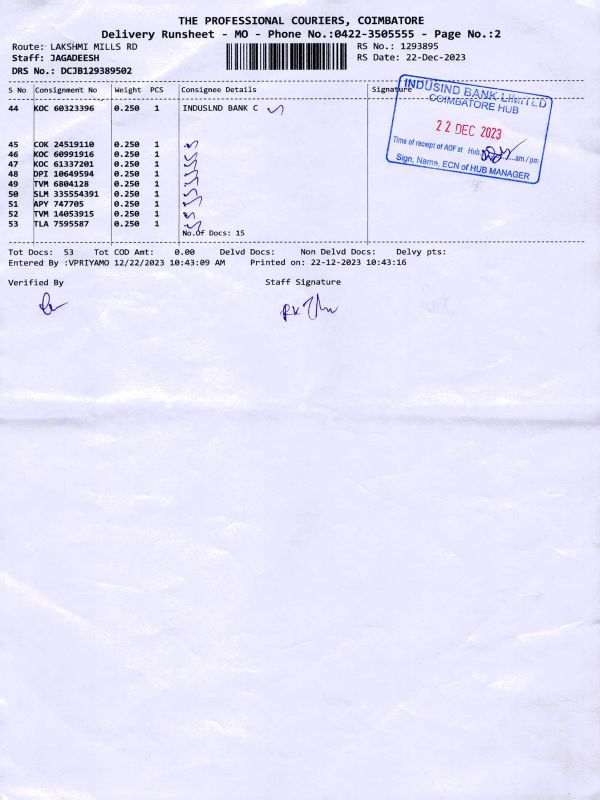 THE PROFESSIONAL COURIERS, COIMBATORE
Delivery Runsheet - MO - Phone No.:0422-3505555 - Page No.:2
Route: LAKSHMI MILLS RD
Staff: JAGADEESH
DRS No.: DCJB129389502
RS No.: 1293895
RS Date: 22-Dec-2023
S No Consignment No Weight PCS Consignee Details Signature
44 KOC 60323396 0.250 1 INDUSLND BANK C
45 COK 24519110 0.250 1
46 KOC 60991916 0.250 1
47 KOC 61337201 0.250 1
48 DPI 10649594 0.250 1
49 TVM 6804128 0.250 1
50 SLM 335554391 0.250 1
51 APY 747705 0.250 1
52 TVM 14053915 0.250 1
53 TLA 7595587 0.250 1
No.Of Docs: 15
INDUSIND BANK LIMITED
COIMBATORE HUB
22 DEC 2023
Time of receipt of AOF at Hub: am / pm
Sign, Name, ECN of HUB MANAGER
Tot Docs: 53 Tot COD Amt: 0.00 Delvd Docs: Non Delvd Docs: Delvy pts:
Entered By :VPRIYAMO 12/22/2023 10:43:09 AM Printed on: 22-12-2023 10:43:16
Verified By Staff Signature